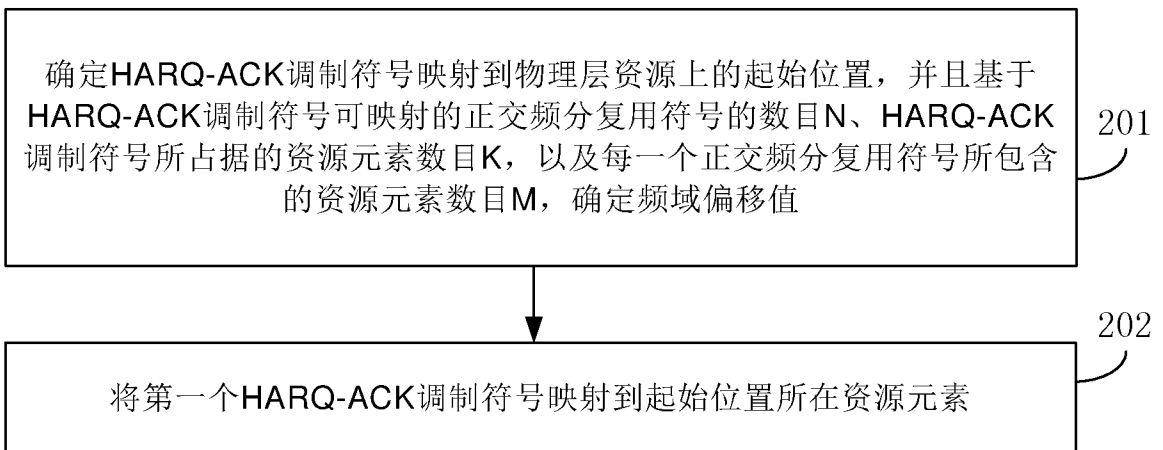 确定HARQ-ACK调制符号映射到物理层资源上的起始位置，并且基于
HARQ-ACK调制符号可映射的正交频分复用符号的数目N、HARQ-ACK
调制符号所占据的资源元素数目K，以及每一个正交频分复用符号所包含
的资源元素数目M，确定频域偏移值
201
202
将第一个HARQ-ACK调制符号映射到起始位置所在资源元素